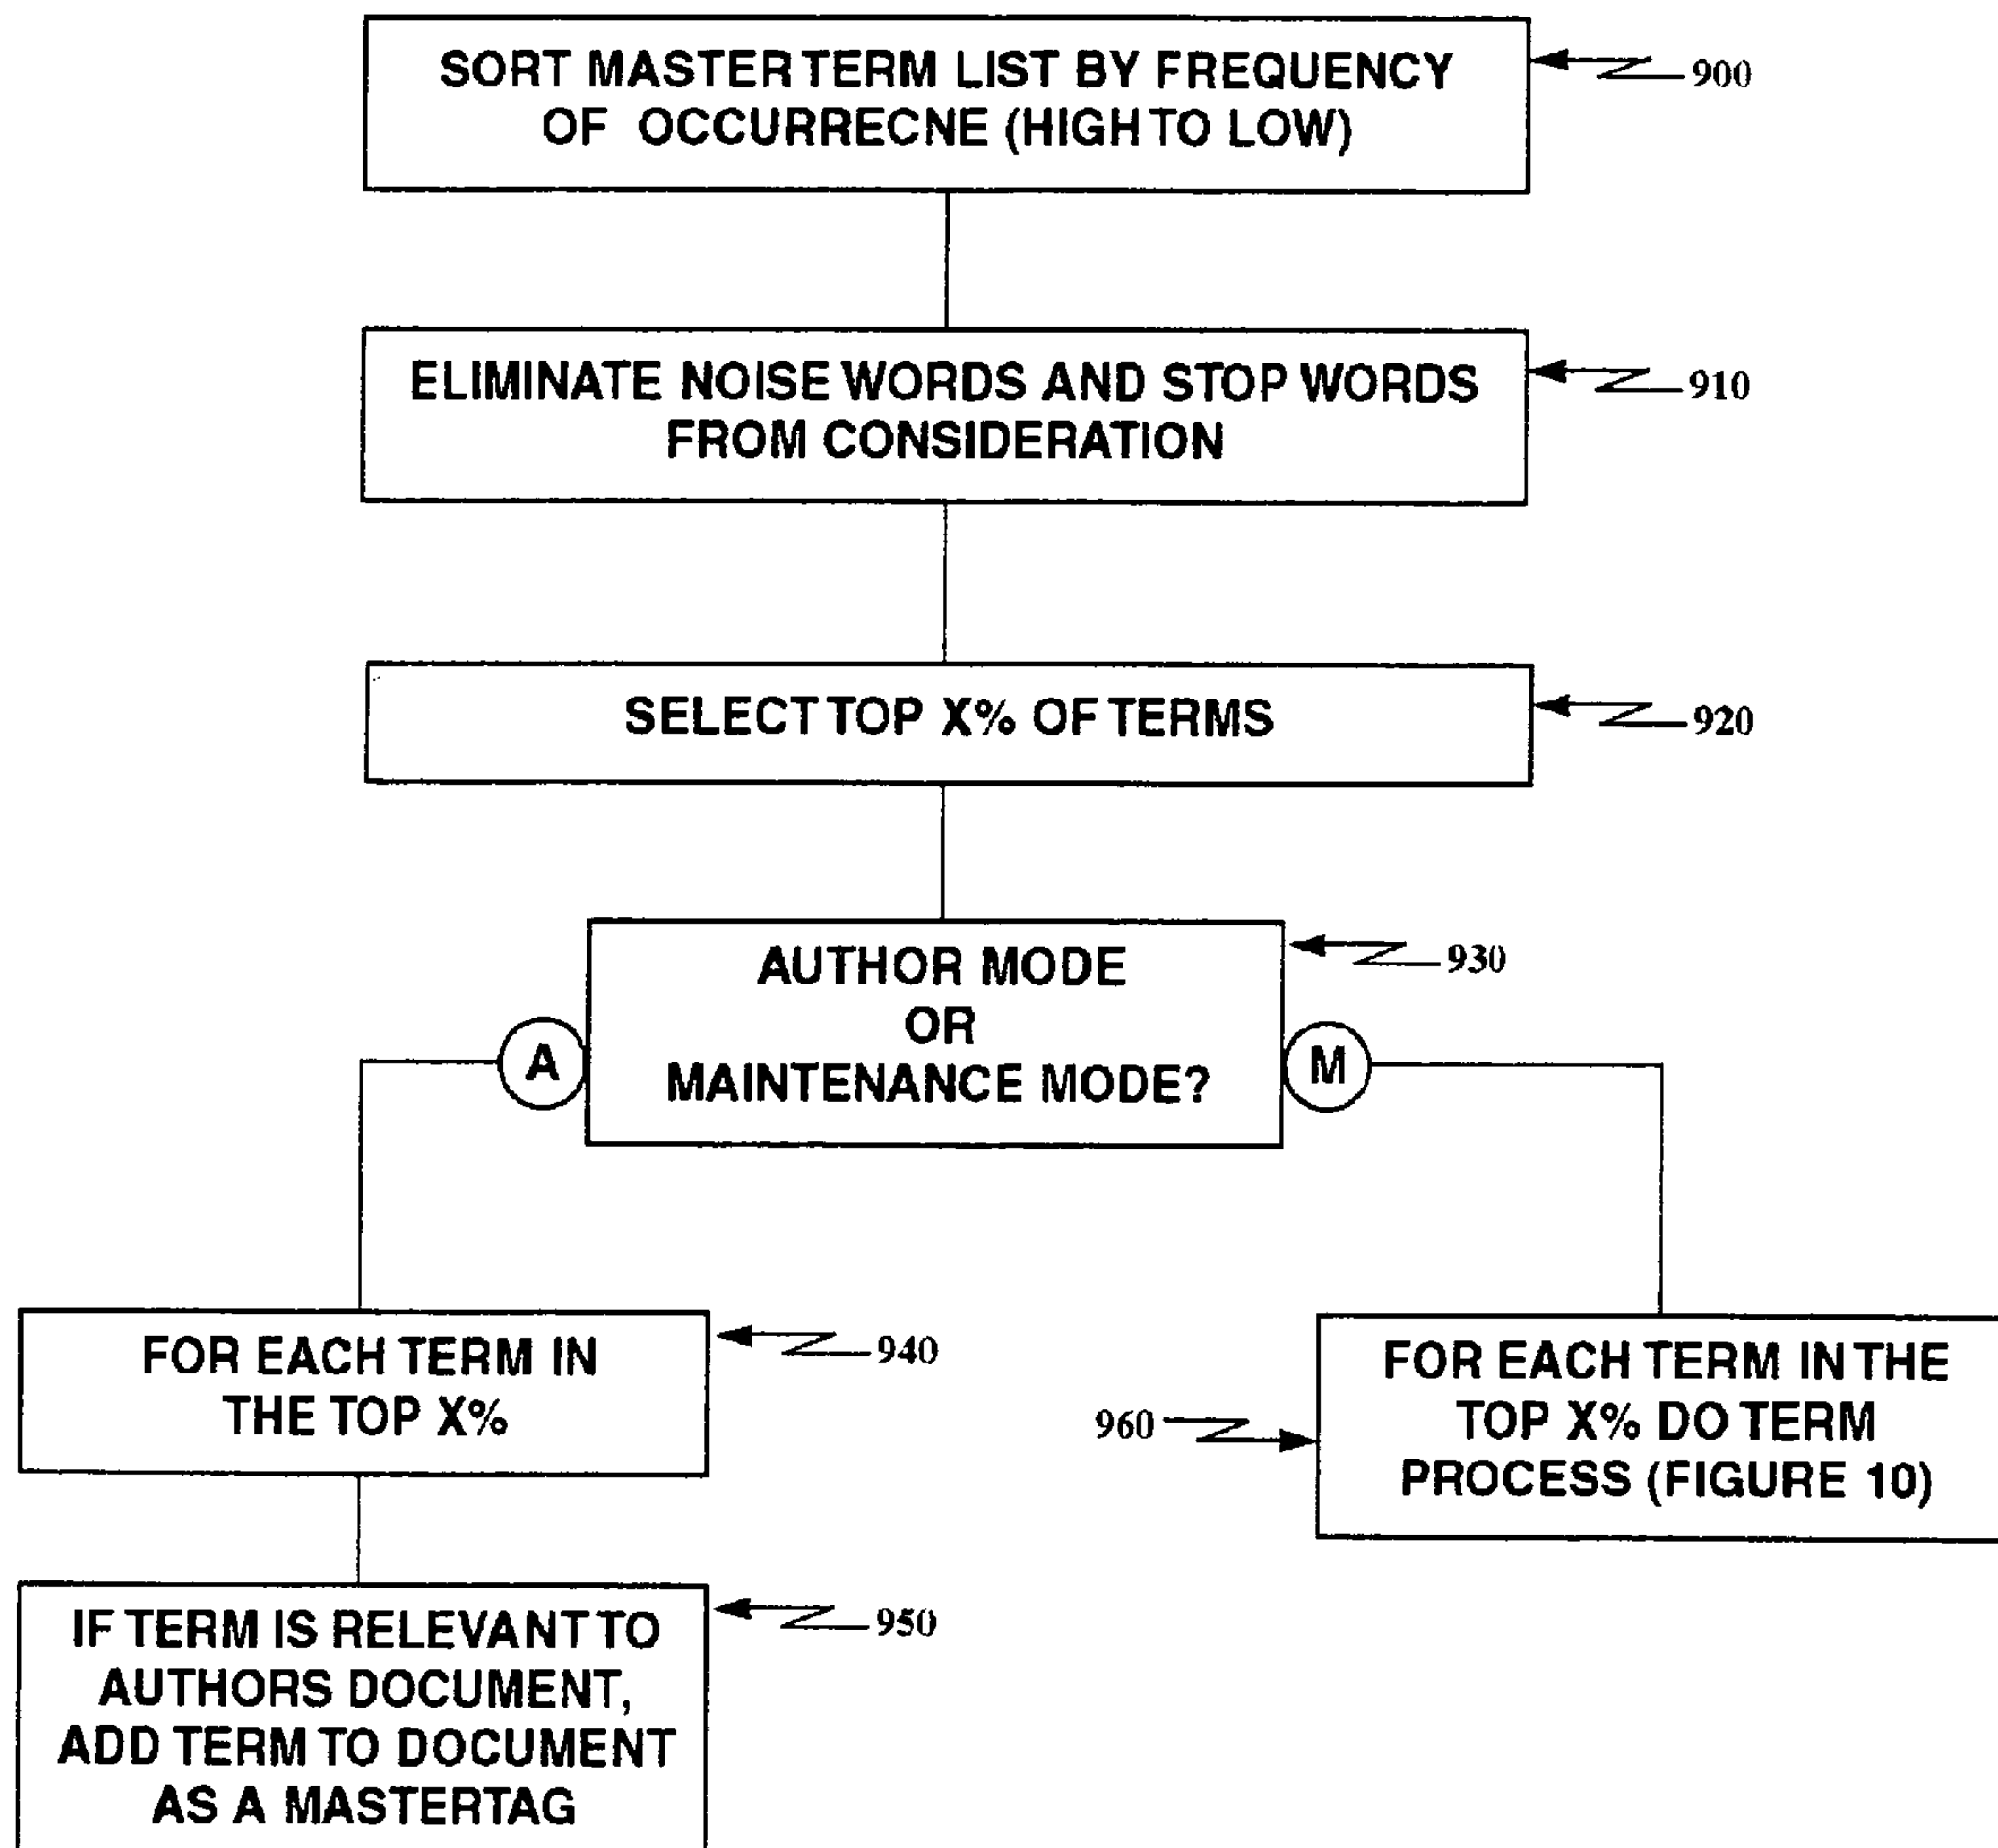 SORT MASTER TERM LIST BY FREQUENCY
OF OCCURRECNE (HIGH TO LOW)
900
ELIMINATE NOISE WORDS AND STOP WORDS
FROM CONSIDERATION
910
SELECT TOP X% OF TERMS
920
AUTHOR MODE
OR
MAINTENANCE MODE?
930
A
M
FOR EACH TERM IN
THE TOP X%
940
FOR EACH TERM IN THE
TOP X% DO TERM
PROCESS (FIGURE 10)
960
IF TERM IS RELEVANT TO
AUTHORS DOCUMENT,
ADD TERM TO DOCUMENT
AS A MASTERTAG
950